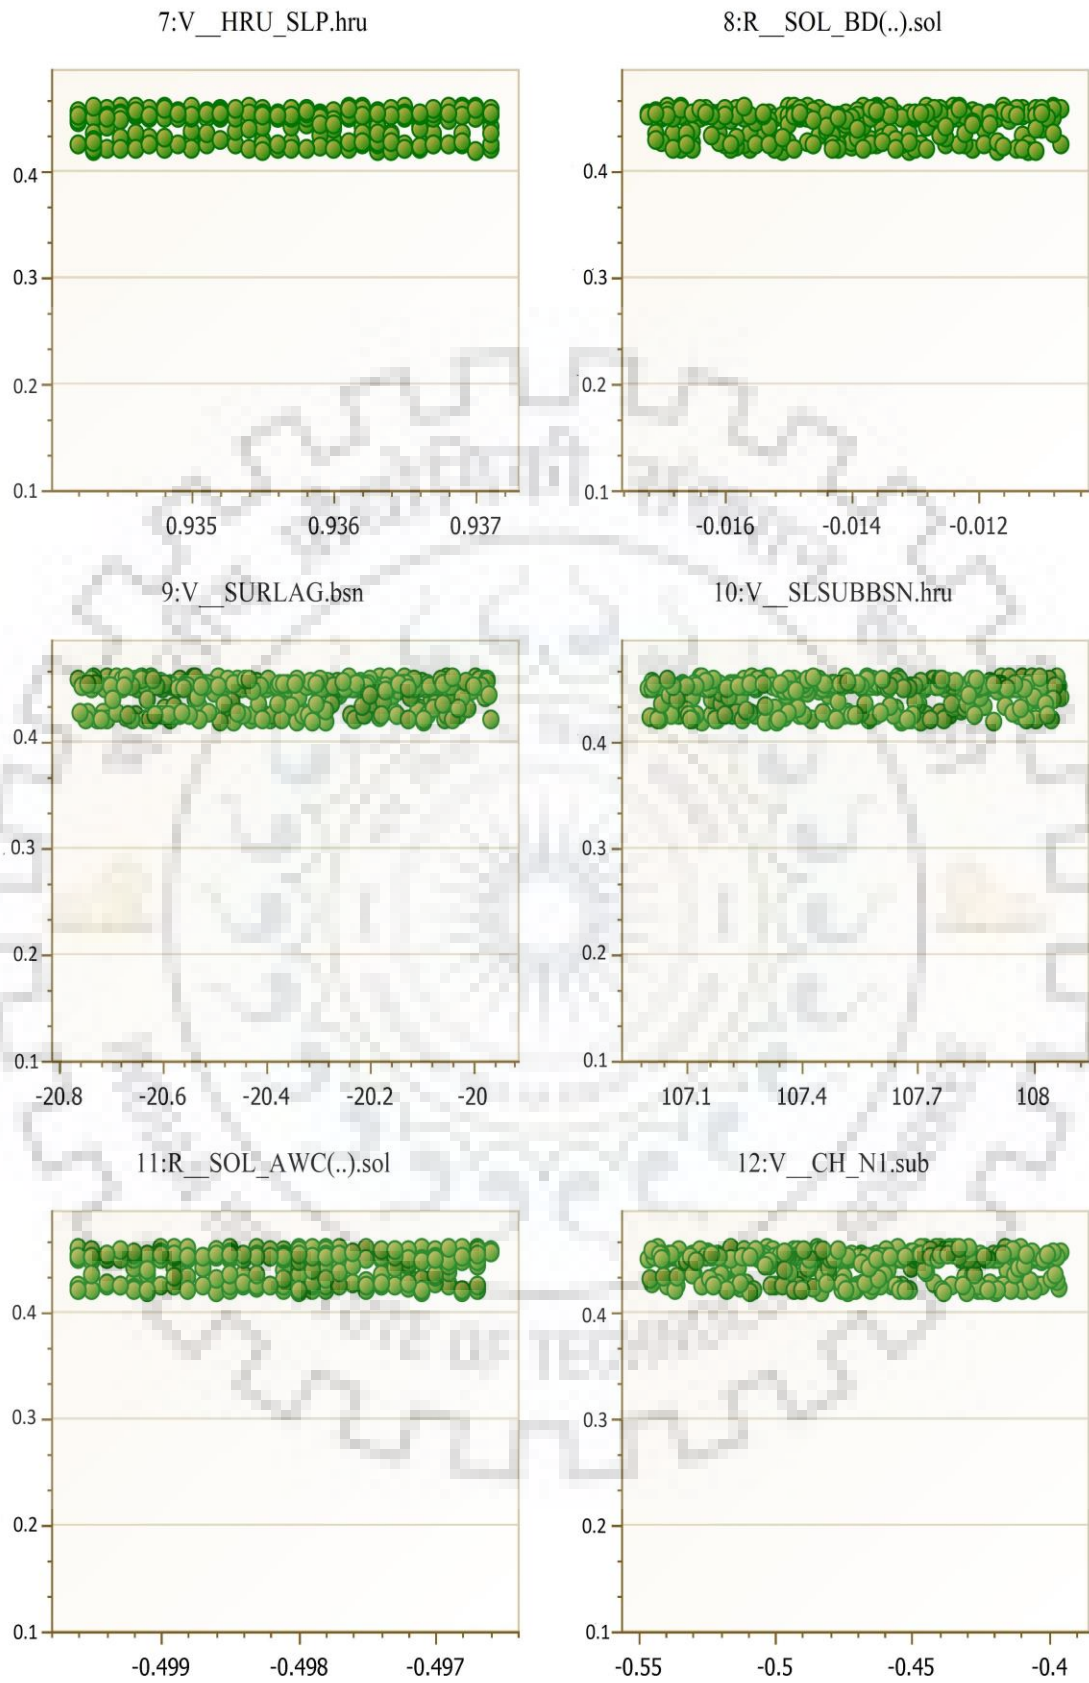 7:V__HRU_SLP.hru
8:R__SOL_BD(..).sol
0.4
0.3
0.2
0.1
0.935 0.936 0.937
0.4
0.3
0.2
0.1
-0.016 -0.014 -0.012
9:V__SURLAG.bsn
10:V__SLSUBBSN.hru
0.4
0.3
0.2
0.1
-20.8 -20.6 -20.4 -20.2 -20
0.4
0.3
0.2
0.1
107.1 107.4 107.7 108
11:R__SOL_AWC(..).sol
12:V__CH_N1.sub
0.4
0.3
0.2
0.1
-0.499 -0.498 -0.497
0.4
0.3
0.2
0.1
-0.55 -0.5 -0.45 -0.4